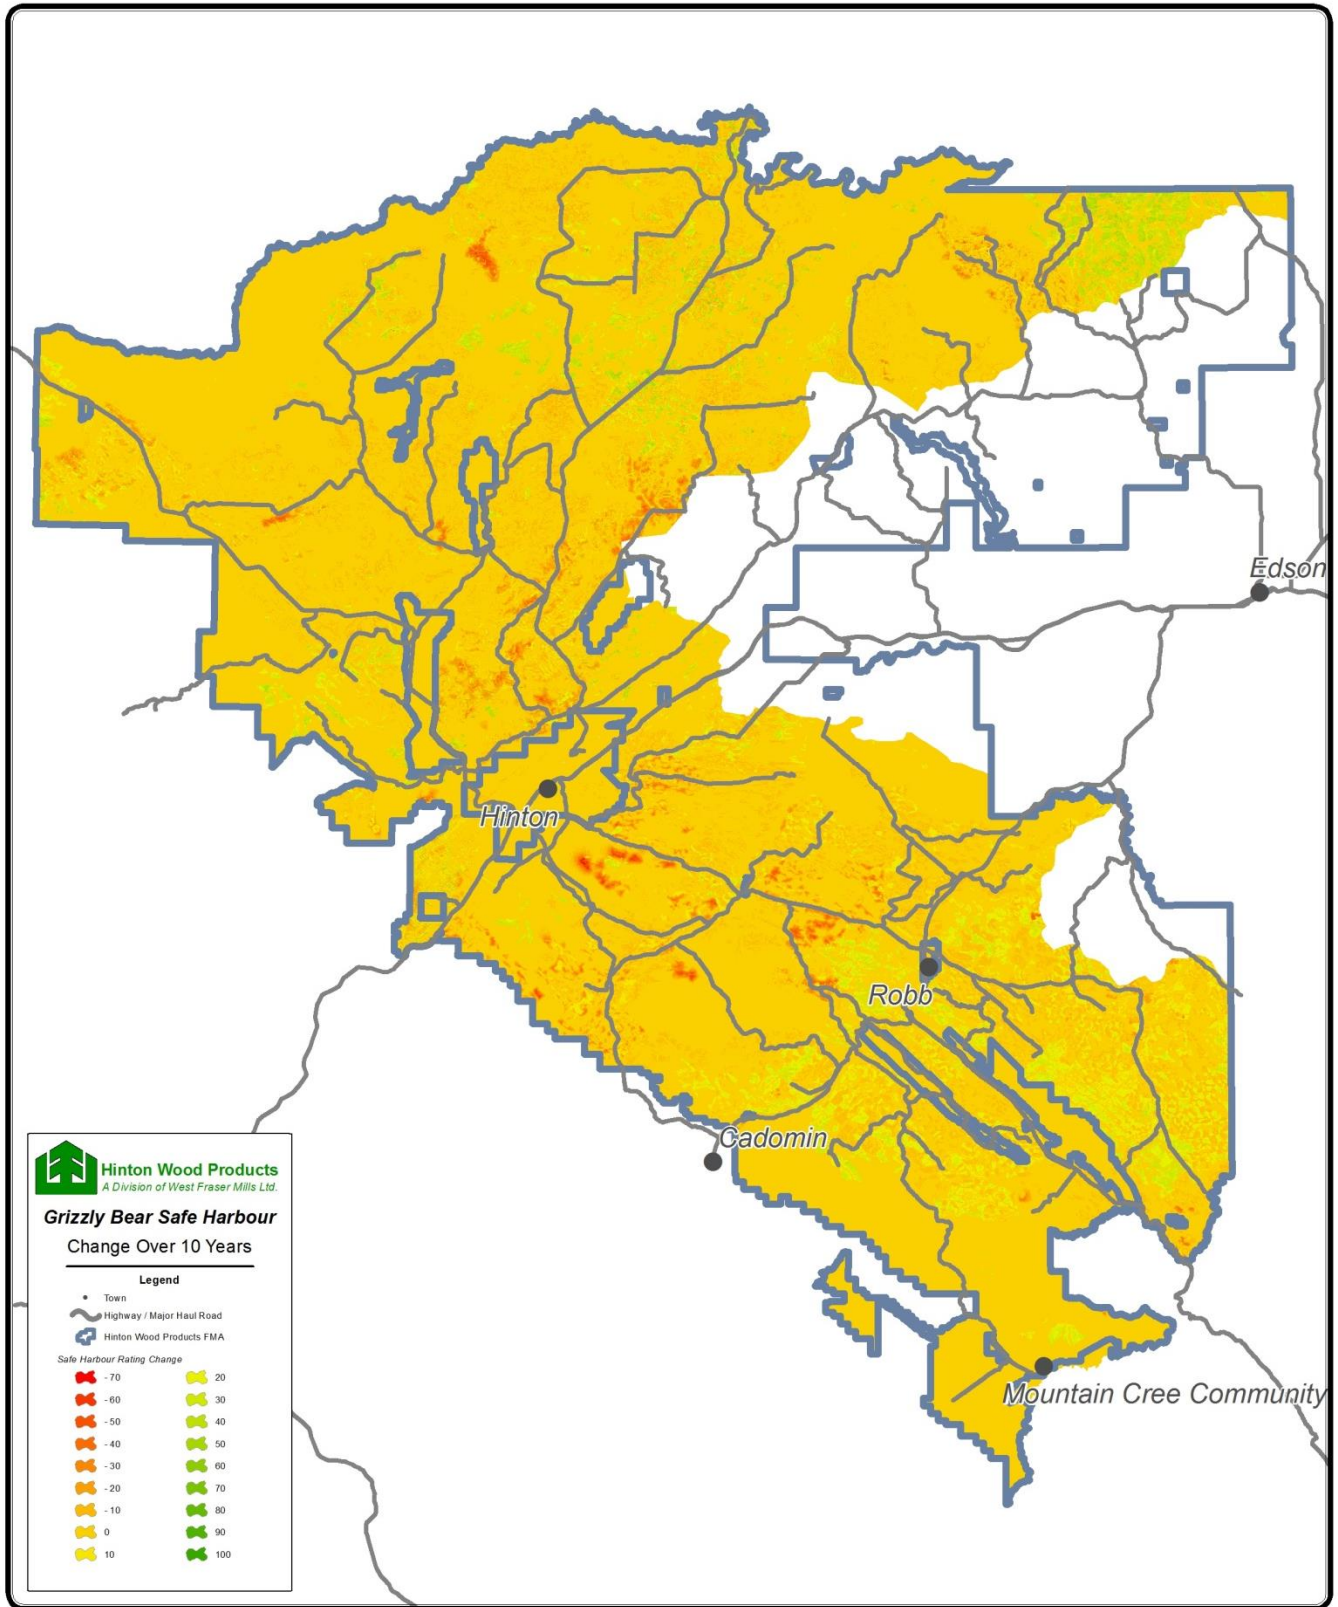 Edson
Hinton
Robb
Cadomin
Mountain Cree Community
Hinton Wood Products
A Division of West Fraser Mills Ltd.
Grizzly Bear Safe Harbour
Change Over 10 Years
Legend
Town
Highway / Major Haul Road
Hinton Wood Products FMA
Safe Harbour Rating Change
- 70 20
- 60 30
- 50 40
- 40 50
- 30 60
- 20 70
- 10 80
0 90
10 100